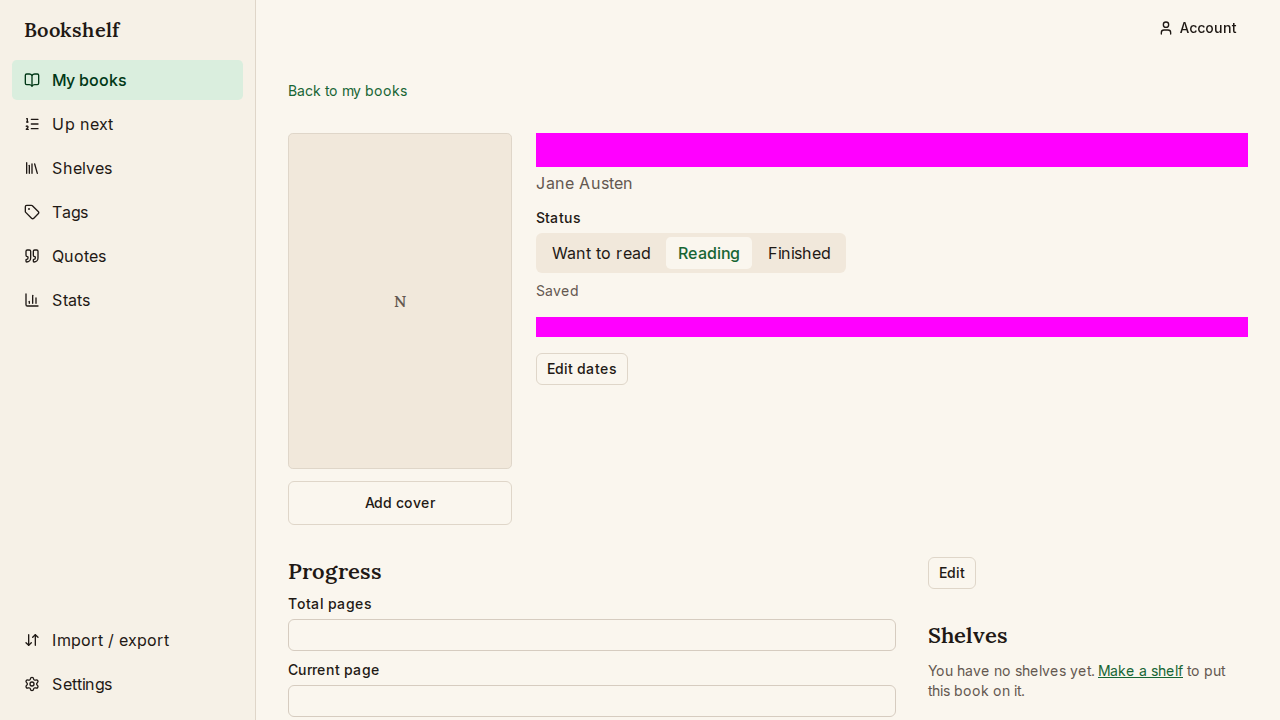 Bookshelf
Account
My books
Up next
Shelves
Tags
Quotes
Stats
Import / export
Settings
Back to my books
N
Add cover
Jane Austen
Status
Want to read
Reading
Finished
Saved
Edit dates
Progress
Total pages
Current page
Edit
Shelves
You have no shelves yet. Make a shelf to put
this book on it.